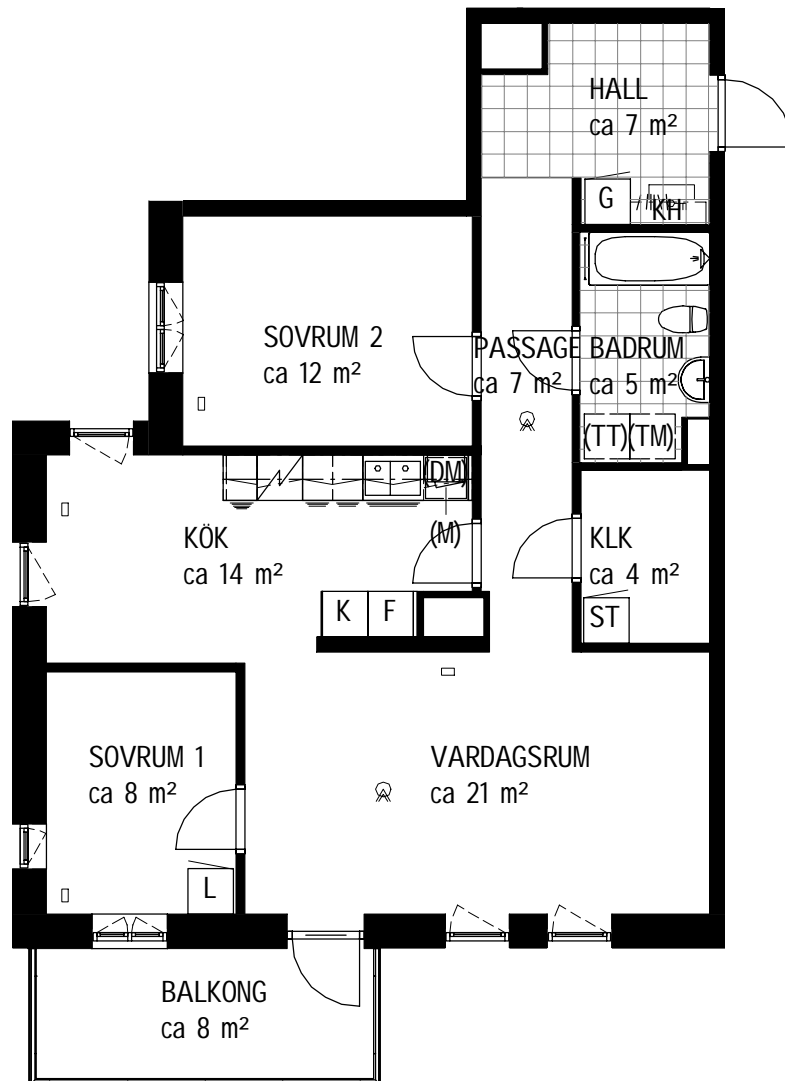 HALL
ca 7 m²
G
KH
SOVRUM 2
ca 12 m²
PASSAGE
ca 7 m²
BADRUM
ca 5 m²
(TT)
(TM)
(DM)
(M)
KÖK
ca 14 m²
KLK
ca 4 m²
K
F
ST
SOVRUM 1
ca 8 m²
VARDAGSRUM
ca 21 m²
L
BALKONG
ca 8 m²